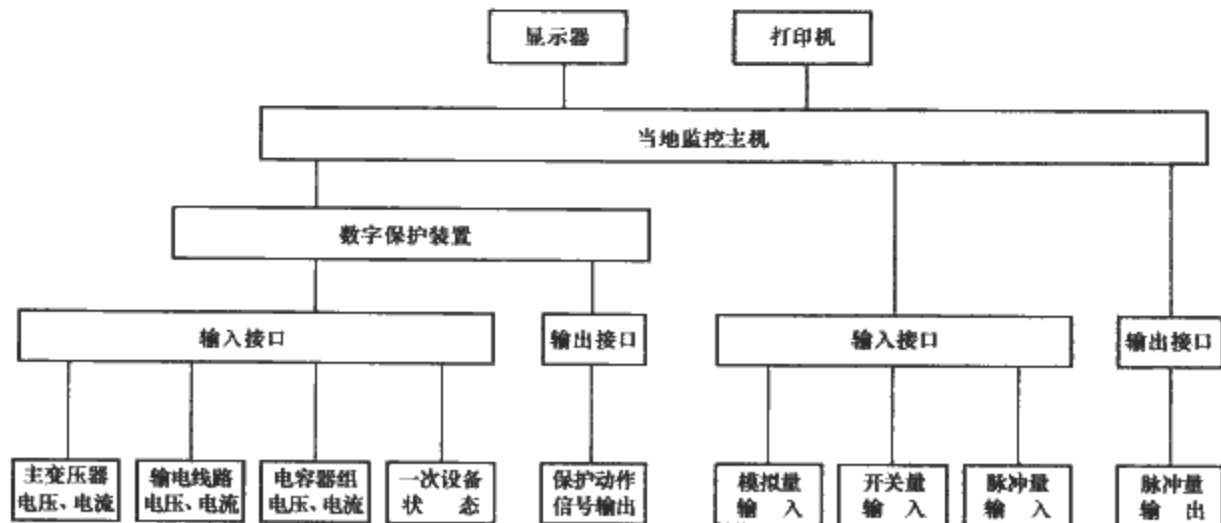 显示器
打印机
当地监控主机
数字保护装置
输入接口
输出接口
输入接口
输出接口
主变压器
电压、电流
输电线路
电压、电流
电容器组
电压、电流
一次设备
状 态
保护动作
信号输出
模拟量
输 入
开关量
输 入
脉冲量
输 入
脉冲量
输 出